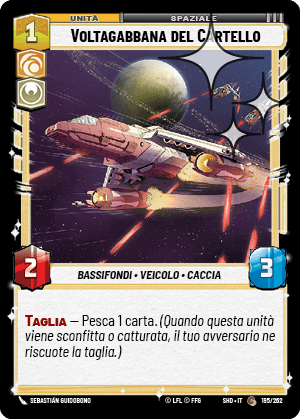 UNITÀ
SPAZIALE
1
VOLTAGABBANA DEL CARTELLO
2
3
BASSIFONDI • VEICOLO • CACCIA
TAGLIA – Pesca 1 carta. (Quando questa unità
viene sconfitta o catturata, il tuo avversario ne
riscuote la taglia.)
SEBASTIÁN GUIDOBONO
© LFL © FFG
SHD • IT
195/262